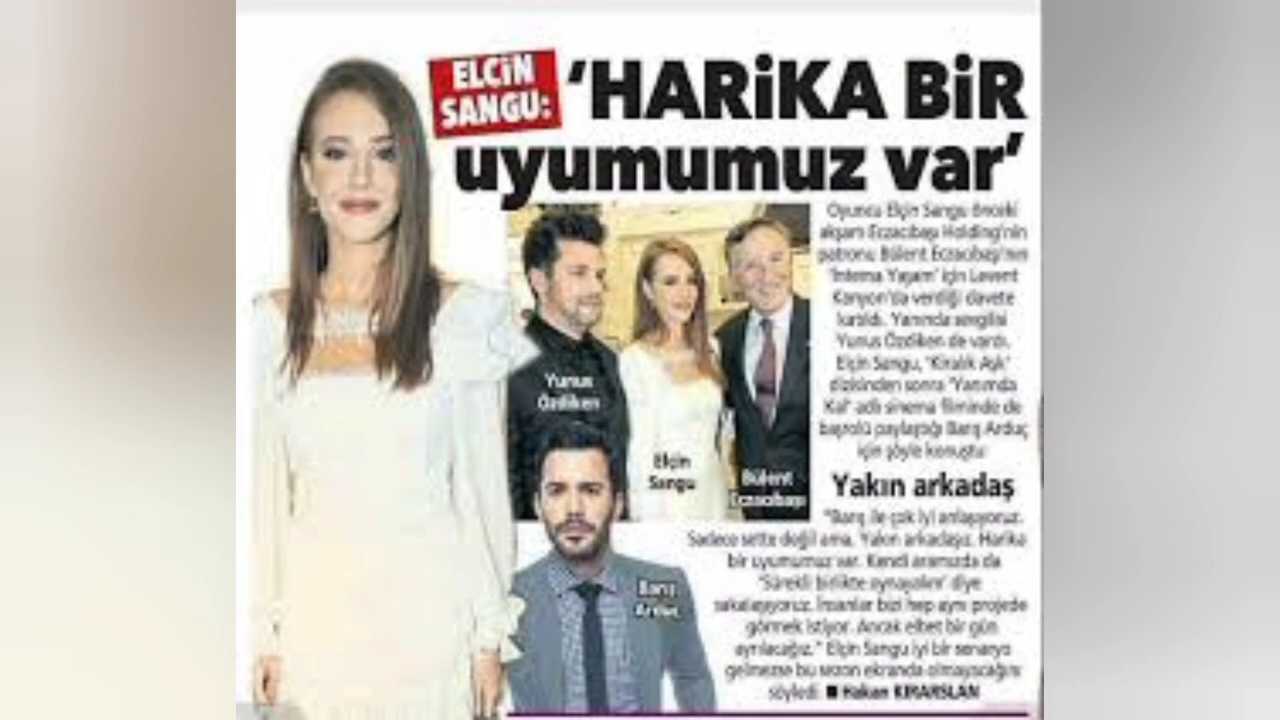 ELÇİN
SANGU:
‘HARİKA BİR
uyumumuz var’
Oyuncu Elçin Sangu önceki
akşam Eczacıbaşı Holding'nin
patronu Bülent Eczacıbaşı'nın
'İntema Yaşam' için Levent
Kanyon'da verdiği davete
katıldı. Yanında sevgilisi
Yunus Özdiken de vardı.
Elçin Sangu, "Kiralık Aşk"
dizisinden sonra 'Yanımda
Kal' adlı sinema filminde de
başrolü paylaştığı Barış Arduç
için şöyle konuştu:
Yakın arkadaş
"Barış ile çok iyi anlaşıyoruz.
Sadece sette değil ama. Yakın arkadaşız. Harika
bir uyumumuz var. Kendi aramızda da
'Sürekli birlikte oynayalım' diye
şakalaşıyoruz. İnsanlar bizi hep aynı projede
görmek istiyor. Ancak elbet bir gün
ayrılacağız." Elçin Sangu iyi bir senaryo
gelmezse bu sezon ekranda olmayacağını
söyledi. ■ Hakan KIRARSLAN
Yunus
Özdiken
Elçin
Sangu
Bülent
Eczacıbaşı
Barış
Arduç